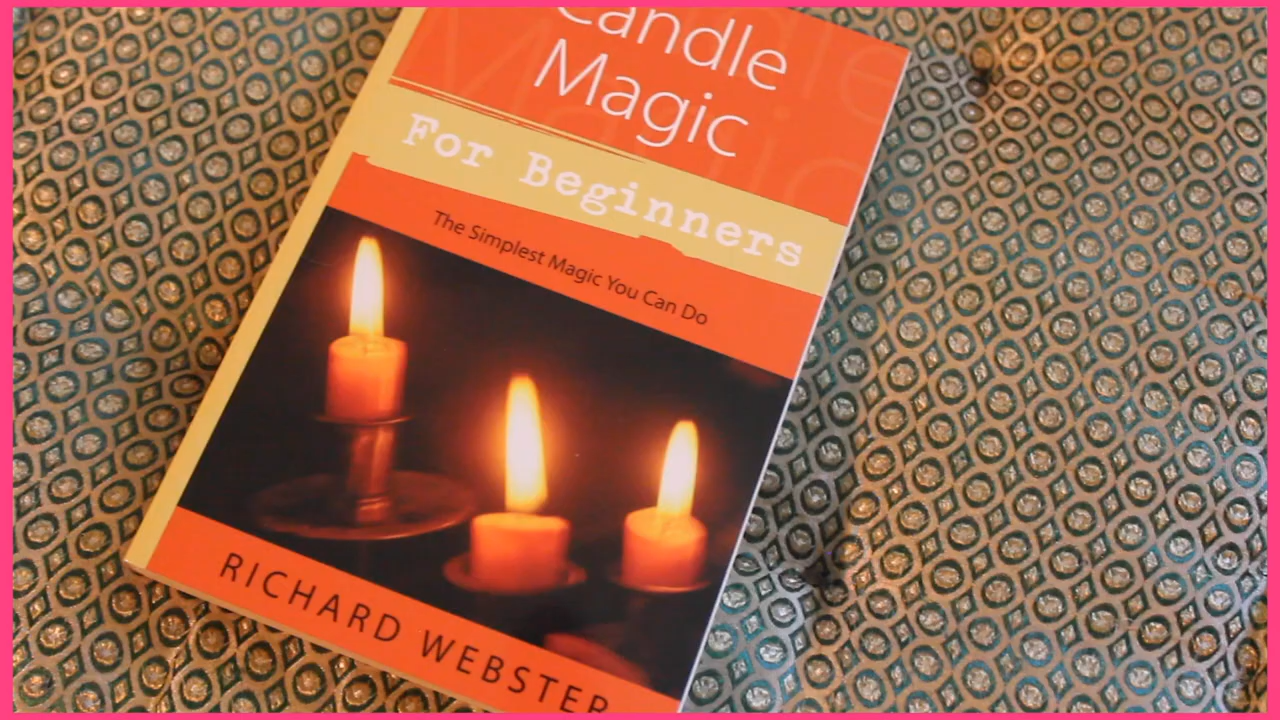 Candle
Magic
For Beginners
The Simplest Magic You Can Do
RICHARD WEBSTER